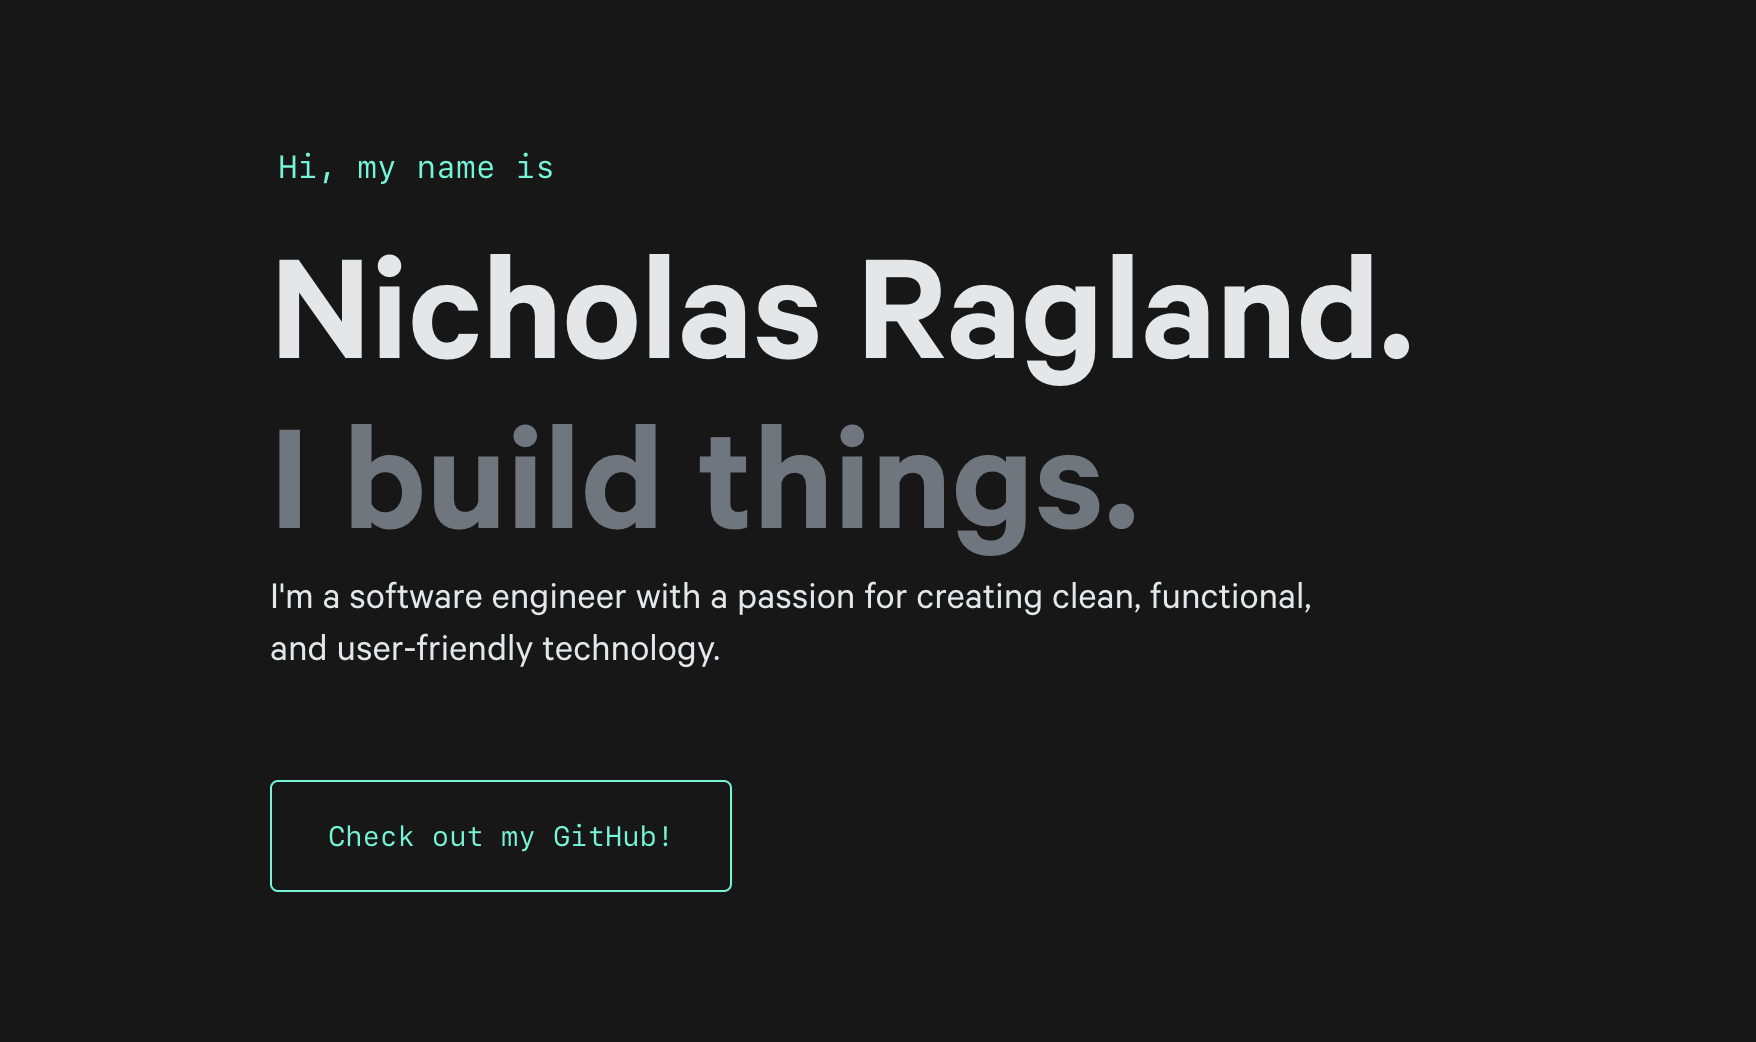 Hi, my name is
Nicholas Ragland.
I build things.
I'm a software engineer with a passion for creating clean, functional,
and user-friendly technology.
Check out my GitHub!